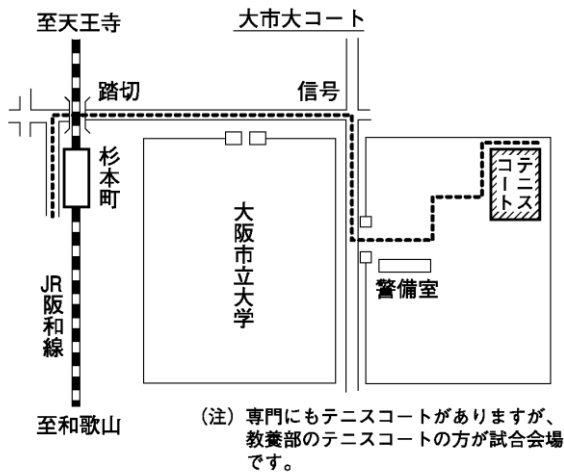 至天王寺
大市大コート
踏切
信号
杉本町
テニス
コート
大阪市立大学
JR阪和線
警備室
至和歌山
（注）専門にもテニスコートがありますが、
教養部のテニスコートの方が試合会場
です。